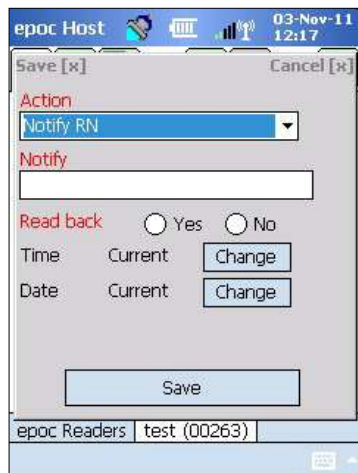 epoc Host 03-Nov-11
12:17
Save [x] Cancel [x]
Action
Notify RN
Notify
Read back Yes No
Time Current Change
Date Current Change
Save
epoc Readers test (00263)